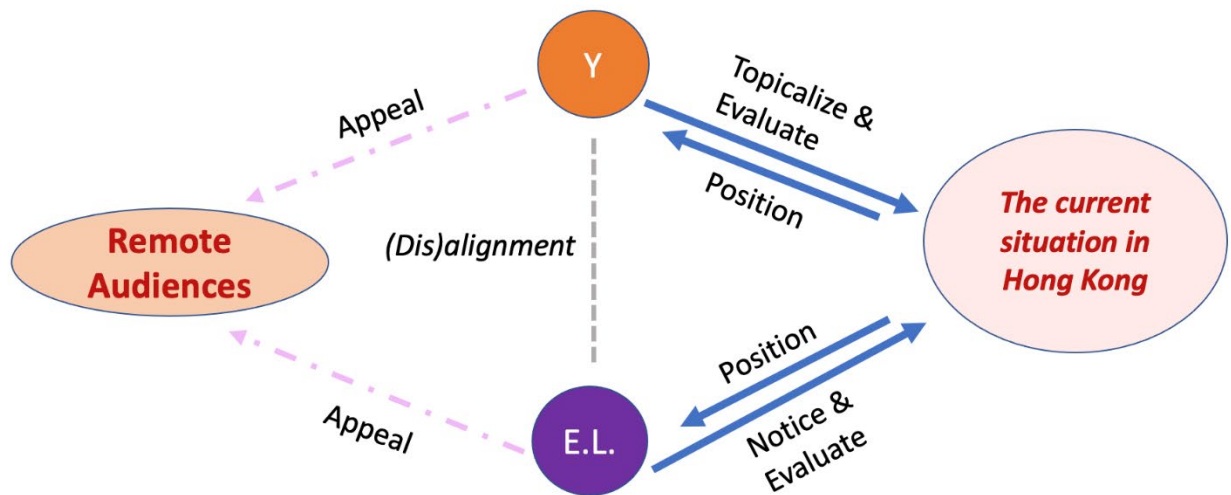 Y
Appeal
Topicalize &
Evaluate
Position
Remote
Audiences
(Dis)alignment
The current
situation in
Hong Kong
Position
Notice &
Evaluate
Appeal
E.L.